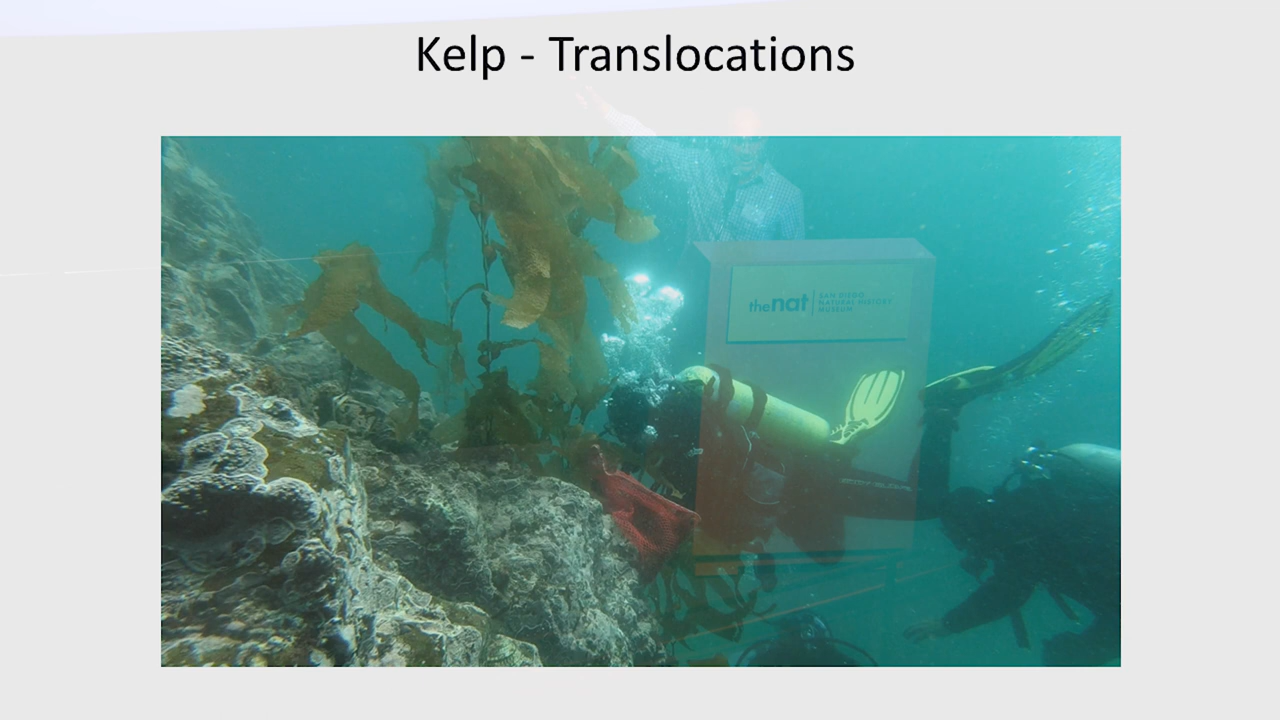 Kelp - Translocations
thenat
SAN DIEGO
NATURAL HISTORY
MUSEUM